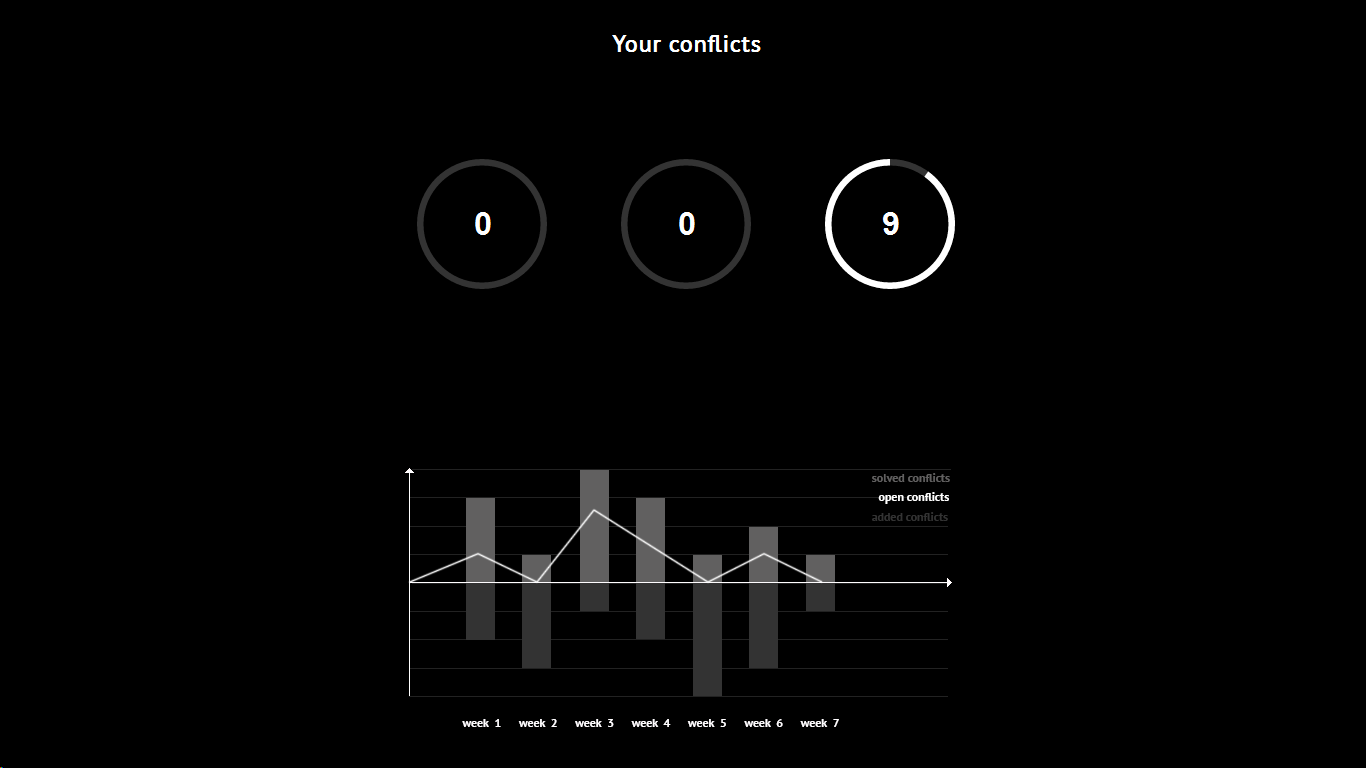 Your conflicts
0 0 9
solved conflicts
open conflicts
added conflicts
week 1 week 2 week 3 week 4 week 5 week 6 week 7